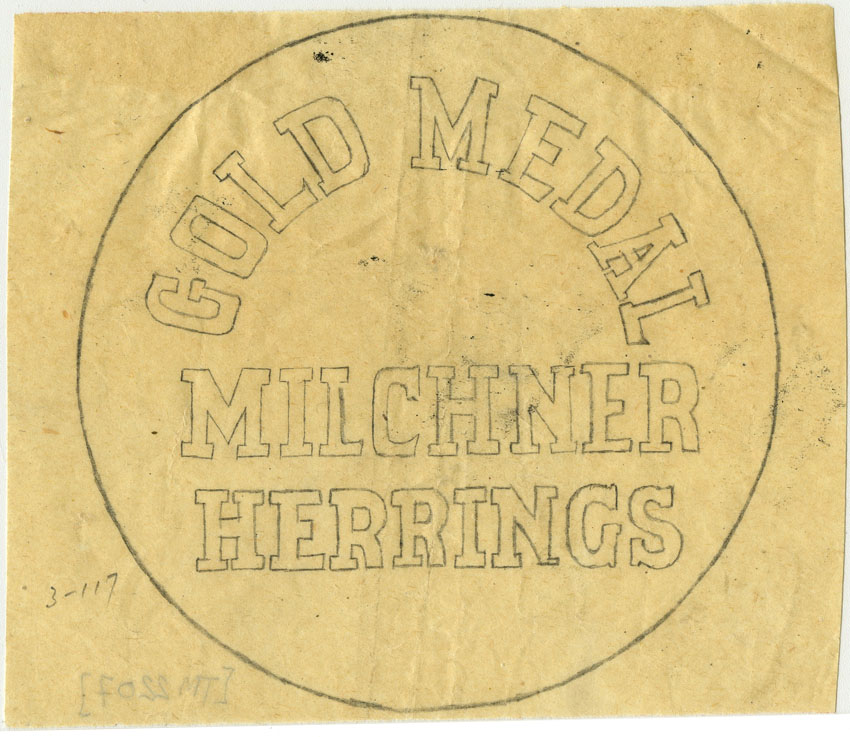 GOLD MEDAL
MILCHNER
HERRINGS
3-117
[TM 2207]